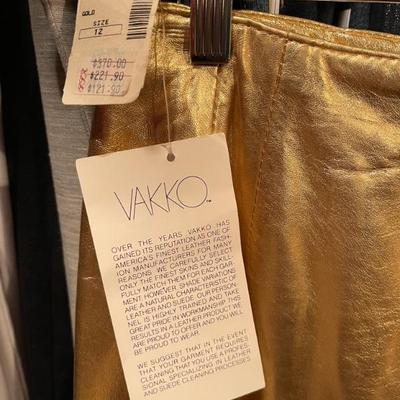 GOLD
SIZE
12
$370.00
$221.90
$121.90
VAKKO™
OVER THE YEARS VAKKO HAS
GAINED ITS REPUTATION AS ONE OF
AMERICA'S FINEST LEATHER FASH-
ION MANUFACTURERS FOR MANY
REASONS. WE CAREFULLY SELECT
ONLY THE FINEST SKINS AND SKILL-
FULLY MATCH THEM FOR EACH GAR-
MENT. HOWEVER, SHADE VARIATIONS
ARE A NATURAL CHARACTERISTIC OF
LEATHER AND SUEDE. OUR PERSON-
NEL IS HIGHLY TRAINED AND TAKE
GREAT PRIDE IN WORKMANSHIP. THIS
RESULTS IN A LEATHER PRODUCT WE
ARE PROUD TO OFFER AND YOU WILL
BE PROUD TO WEAR.
WE SUGGEST THAT IN THE EVENT
THAT YOUR GARMENT REQUIRES
CLEANING THAT YOU USE A PROFES-
SIONAL SPECIALIZING IN LEATHER
AND SUEDE CLEANING PROCESSES